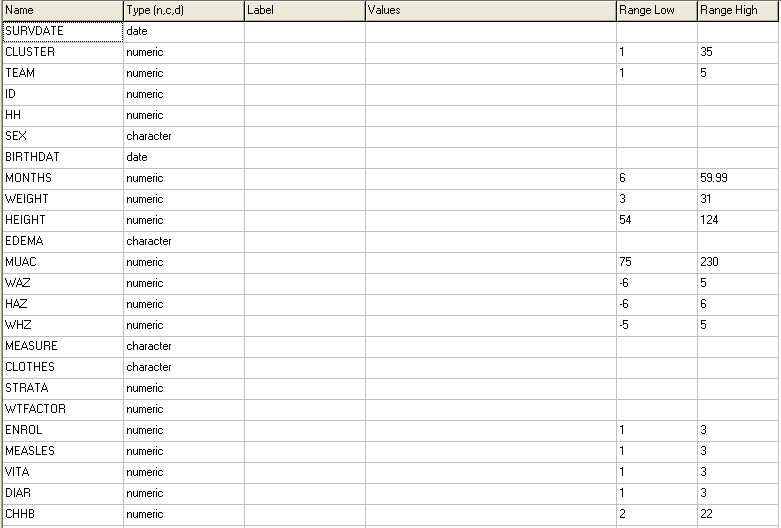 Name Type (n,c,d) Label Values Range Low Range High
SURVDATE date
CLUSTER numeric 1 35
TEAM numeric 1 5
ID numeric
HH numeric
SEX character
BIRTHDAT date
MONTHS numeric 6 59.99
WEIGHT numeric 3 31
HEIGHT numeric 54 124
EDEMA character
MUAC numeric 75 230
WAZ numeric -6 5
HAZ numeric -6 6
WHZ numeric -5 5
MEASURE character
CLOTHES character
STRATA numeric
WTFACTOR numeric
ENROL numeric 1 3
MEASLES numeric 1 3
VITA numeric 1 3
DIAR numeric 1 3
CHHB numeric 2 22